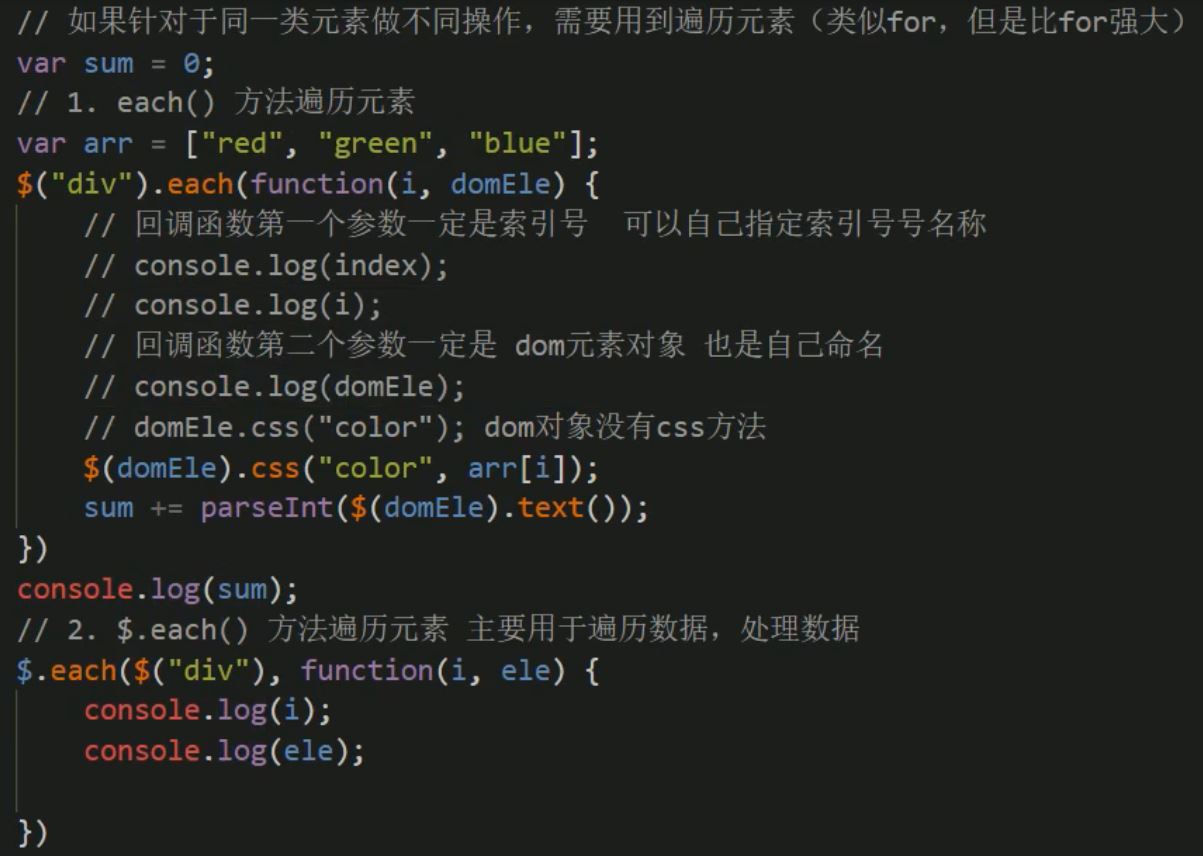 // 如果针对于同一类元素做不同操作，需要用到遍历元素（类似for，但是比for强大）
var sum = 0;
// 1. each() 方法遍历元素
var arr = ["red", "green", "blue"];
$("div").each(function(i, domEle) {
    // 回调函数第一个参数一定是索引号  可以自己指定索引号号名称
    // console.log(index);
    // console.log(i);
    // 回调函数第二个参数一定是 dom元素对象 也是自己命名
    // console.log(domEle);
    // domEle.css("color"); dom对象没有css方法
    $(domEle).css("color", arr[i]);
    sum += parseInt($(domEle).text());
})
console.log(sum);
// 2. $.each() 方法遍历元素 主要用于遍历数据，处理数据
$.each($("div"), function(i, ele) {
    console.log(i);
    console.log(ele);
})